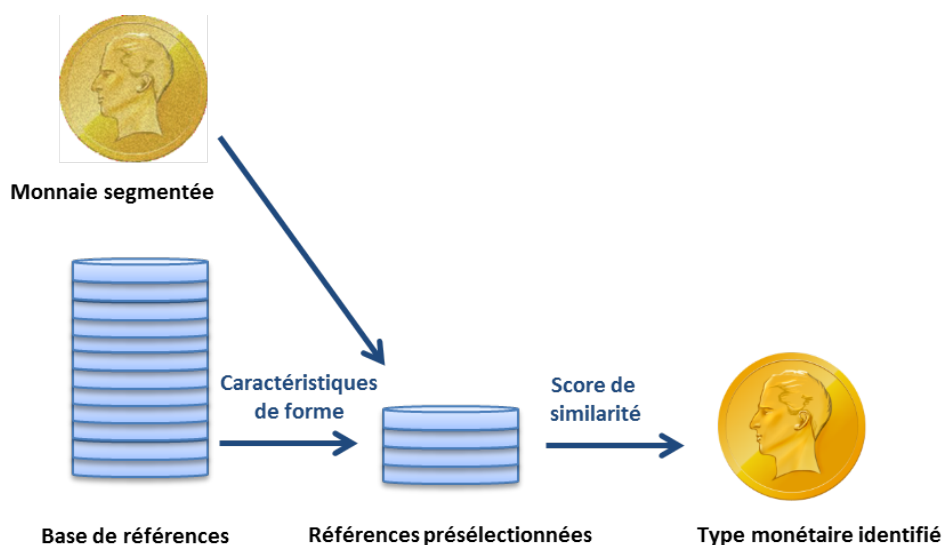 Monnaie segmentée
Caractéristiques
de forme
Score de
similarité
Base de références
Références présélectionnées
Type monétaire identifié